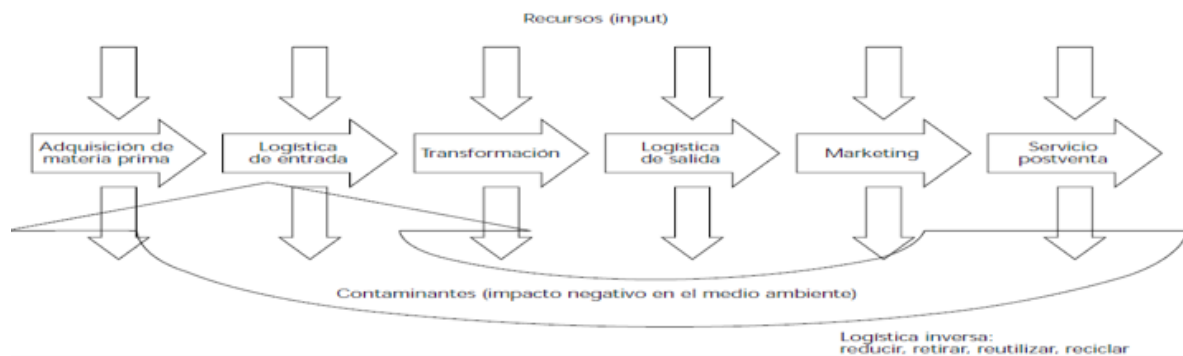 Recursos (input)
Adquisición de
materia prima
Logística
de entrada
Transformación
Logística
de salida
Marketing
Servicio
postventa
Contaminantes (impacto negativo en el medio ambiente)
Logística inversa:
reducir, retirar, reutilizar, reciclar